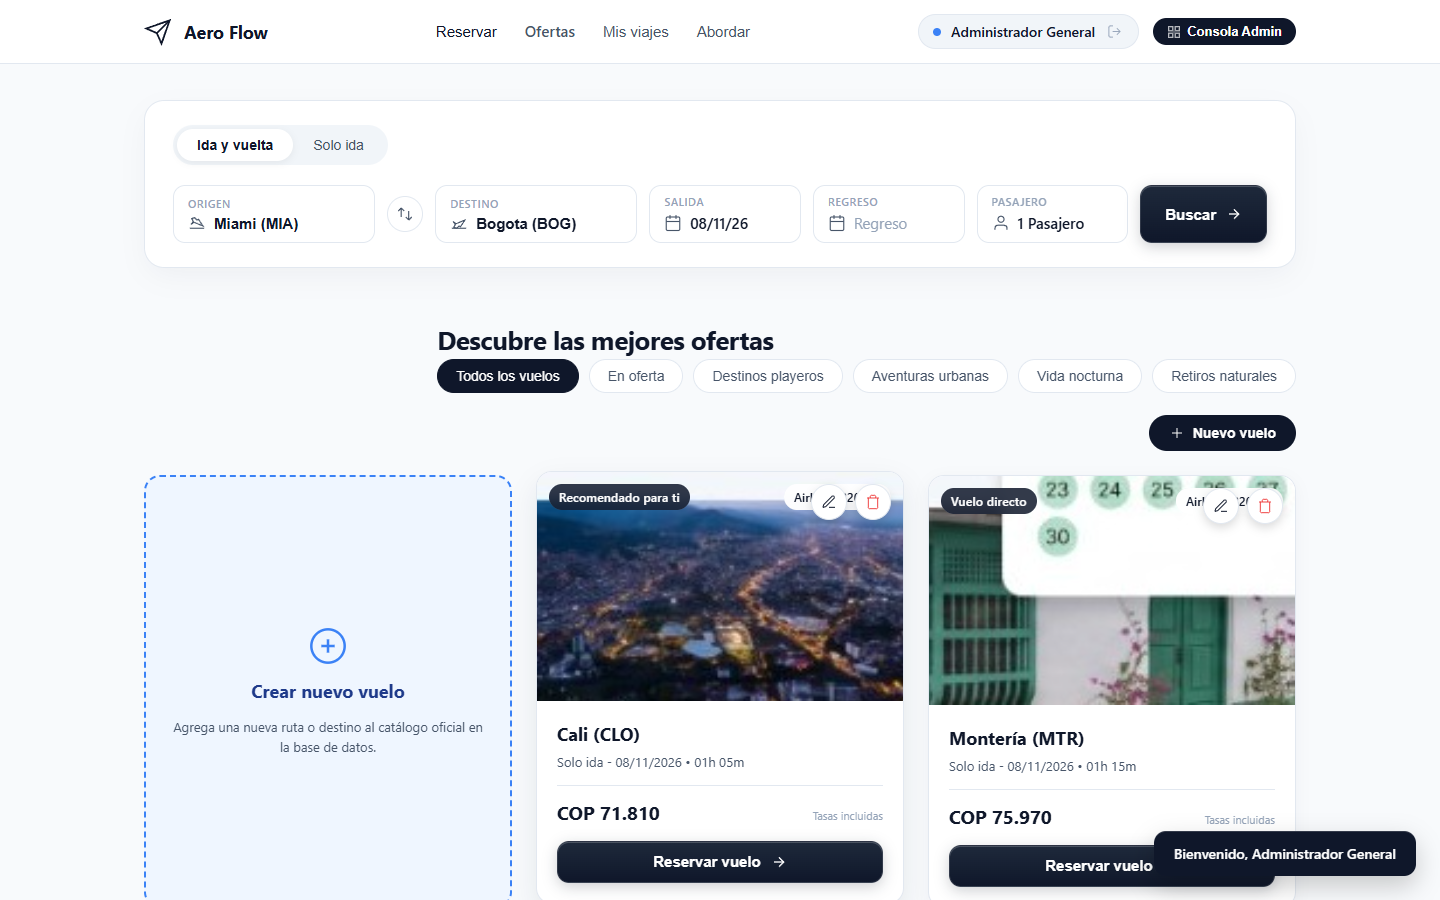 Aero Flow
Reservar
Ofertas
Mis viajes
Abordar
Administrador General
Consola Admin
Ida y vuelta
Solo ida
ORIGEN
Miami (MIA)
DESTINO
Bogota (BOG)
SALIDA
08/11/26
REGRESO
Regreso
PASAJERO
1 Pasajero
Buscar
Descubre las mejores ofertas
Todos los vuelos
En oferta
Destinos playeros
Aventuras urbanas
Vida nocturna
Retiros naturales
Nuevo vuelo
Crear nuevo vuelo
Agrega una nueva ruta o destino al catálogo oficial en
la base de datos.
Recomendado para ti
Cali (CLO)
Solo ida - 08/11/2026 • 01h 05m
COP 71.810
Tasas incluidas
Reservar vuelo
Vuelo directo
23 24 25
30
Montería (MTR)
Solo ida - 08/11/2026 • 01h 15m
COP 75.970
Tasas incluidas
Reservar vuelo
Bienvenido, Administrador General